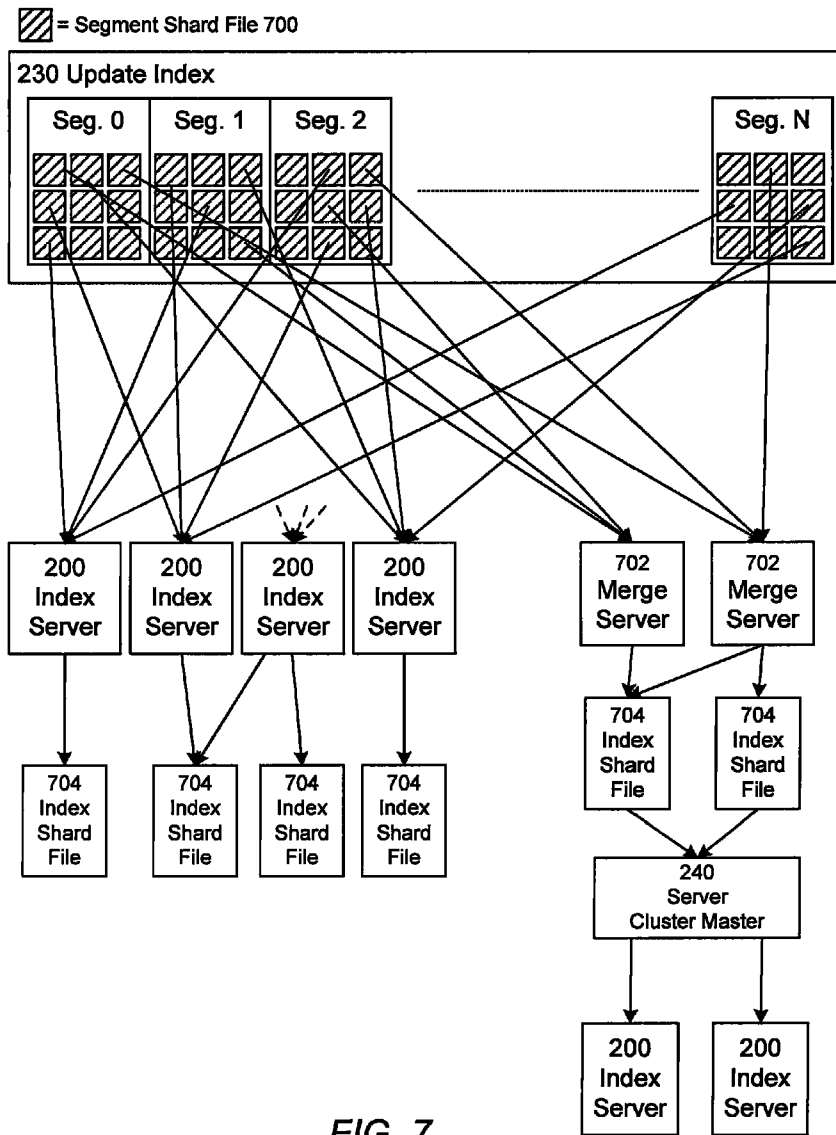 = Segment Shard File 700
230 Update Index
Seg. 0
Seg. 1
Seg. 2
Seg. N
200
Index
Server
200
Index
Server
200
Index
Server
200
Index
Server
702
Merge
Server
702
Merge
Server
704
Index
Shard
File
704
Index
Shard
File
704
Index
Shard
File
704
Index
Shard
File
704
Index
Shard
File
704
Index
Shard
File
240
Server
Cluster Master
200
Index
Server
200
Index
Server
FIG. 7